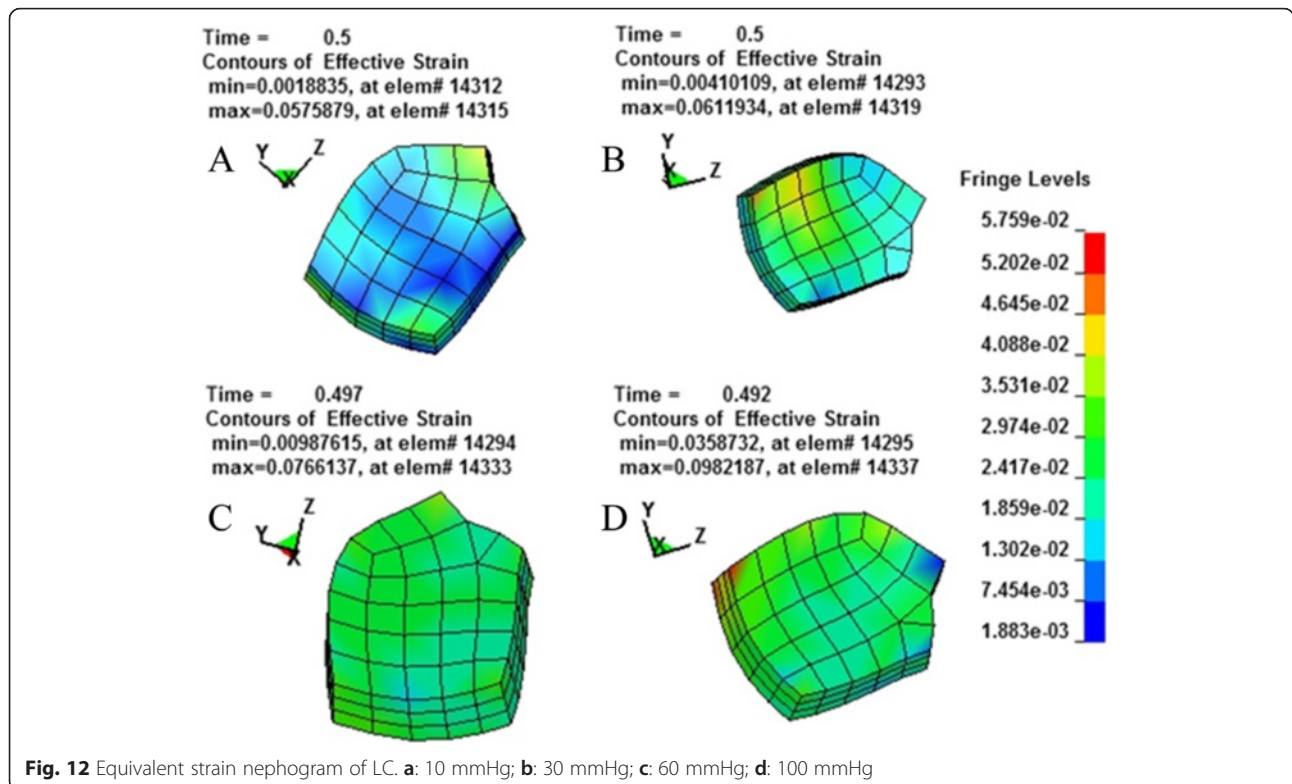 Time = 0.5
Contours of Effective Strain
min=0.0018835, at elem# 14312
max=0.0575879, at elem# 14315
A
Y Z
X
Time = 0.5
Contours of Effective Strain
min=0.00410109, at elem# 14293
max=0.0611934, at elem# 14319
B
Y
X Z
Fringe Levels
5.759e-02
5.202e-02
4.645e-02
4.088e-02
3.531e-02
2.974e-02
2.417e-02
1.859e-02
1.302e-02
7.454e-03
1.883e-03
Time = 0.497
Contours of Effective Strain
min=0.00987615, at elem# 14294
max=0.0766137, at elem# 14333
C
Z
Y
X
Time = 0.492
Contours of Effective Strain
min=0.0358732, at elem# 14295
max=0.0982187, at elem# 14337
D
Y
X Z
Fig. 12 Equivalent strain nephogram of LC. a: 10 mmHg; b: 30 mmHg; c: 60 mmHg; d: 100 mmHg